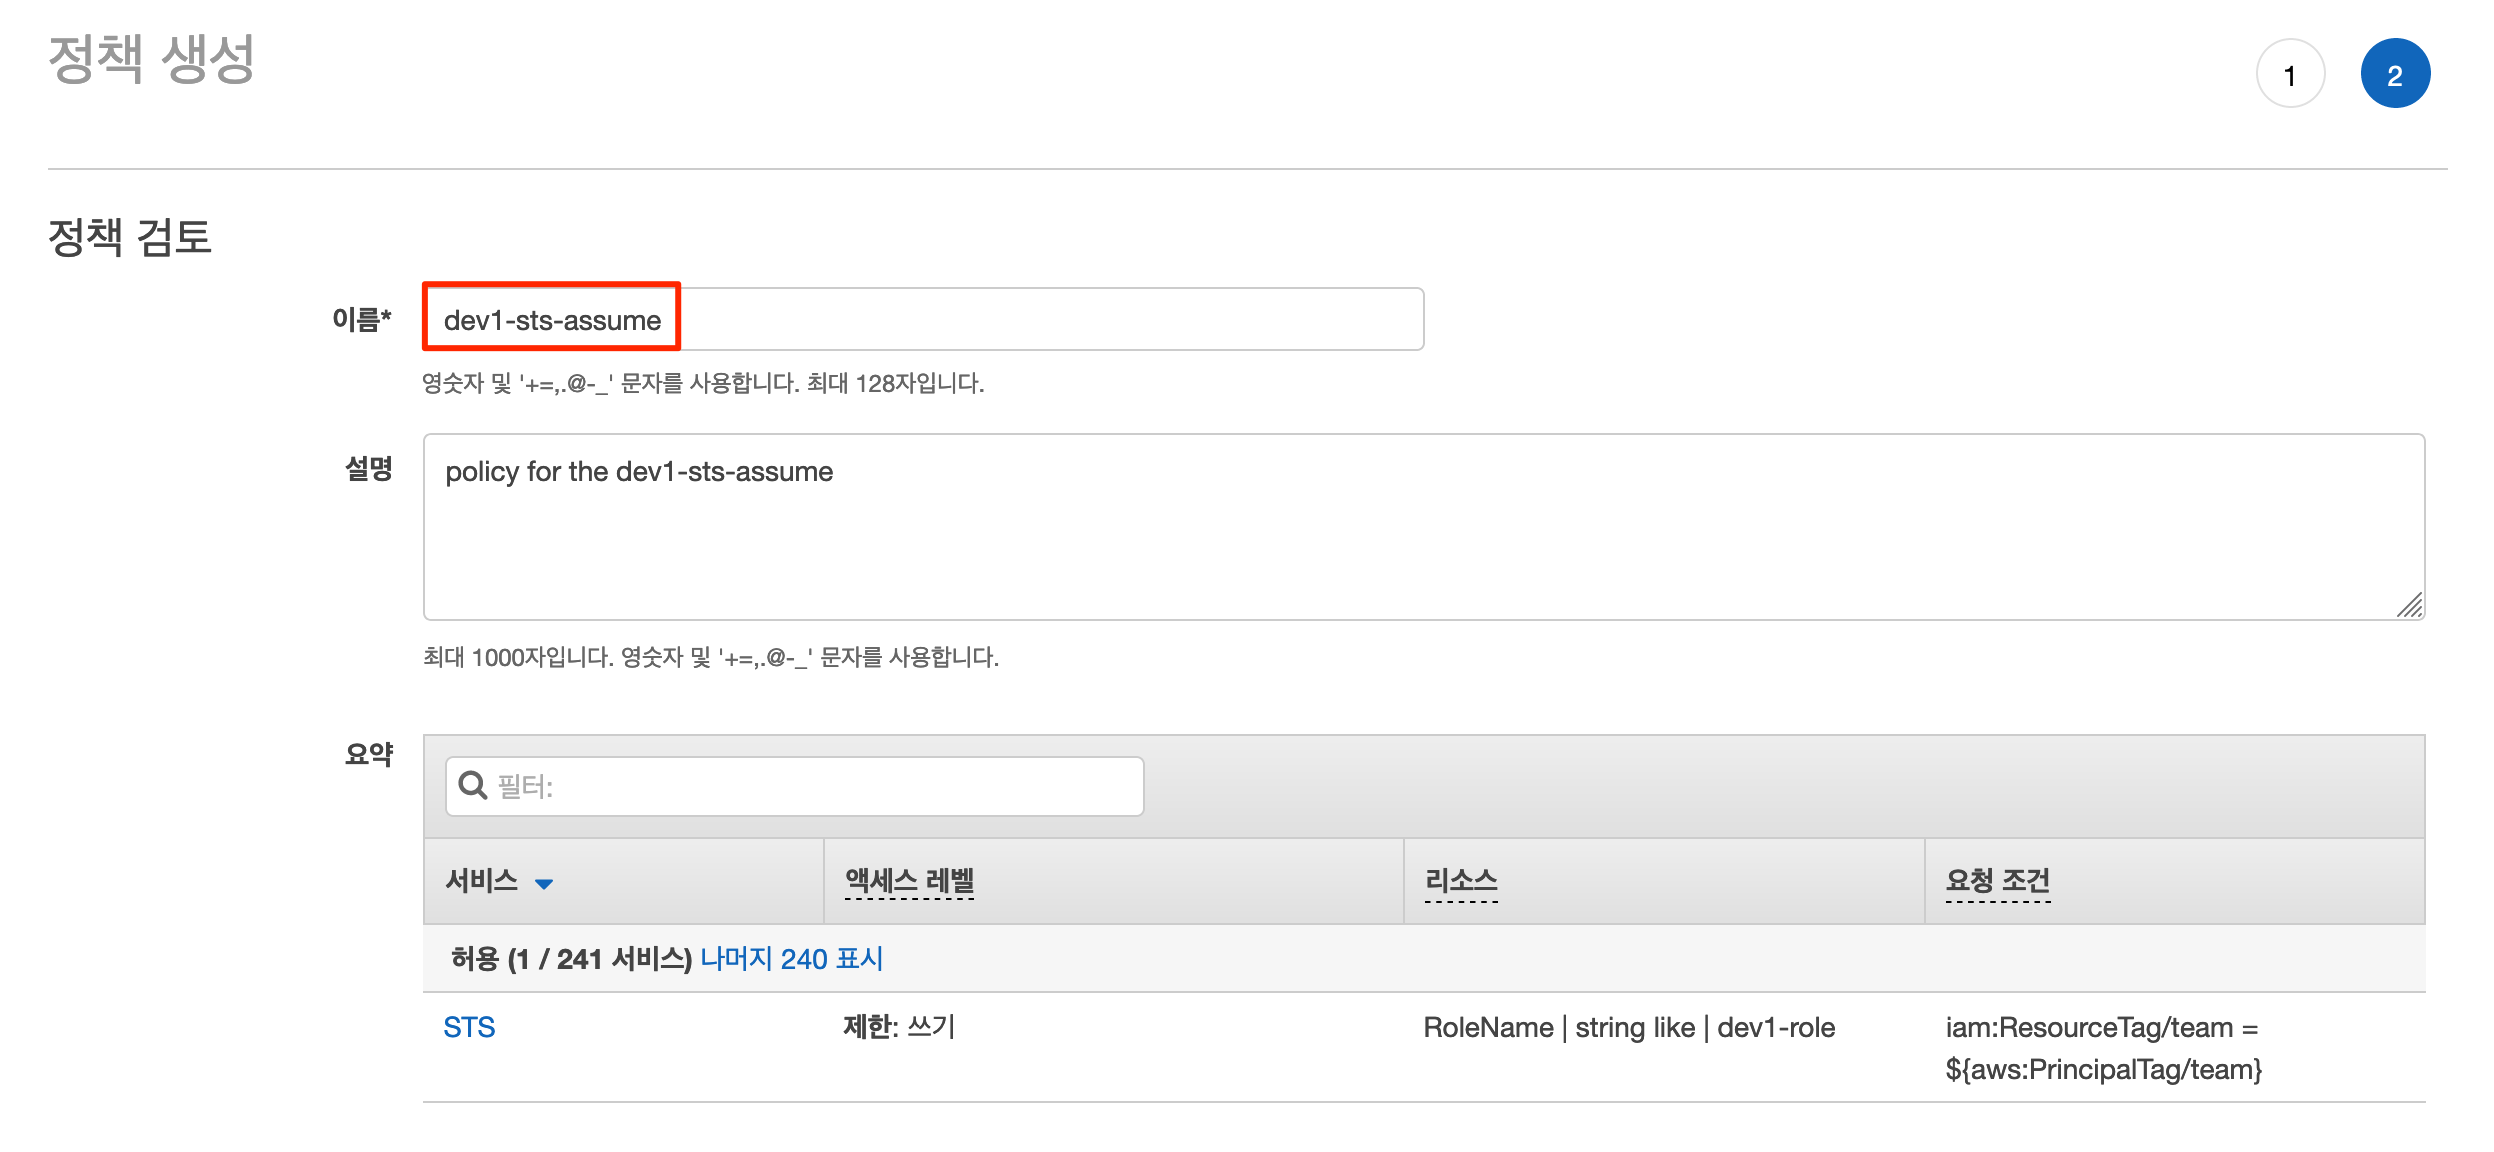 정책 생성
1
2
정책 검토
이름*
dev1-sts-assume
영숫자 및 '+=,.@-_' 문자를 사용합니다. 최대 128자입니다.
설명
policy for the dev1-sts-assume
최대 1000자입니다. 영숫자 및 '+=,.@-_' 문자를 사용합니다.
요약
필터:
서비스 액세스 레벨 리소스 요청 조건
허용 (1 / 241 서비스) 나머지 240 표시
STS 제한: 쓰기 RoleName | string like | dev1-role iam:ResourceTag/team =
${aws:PrincipalTag/team}